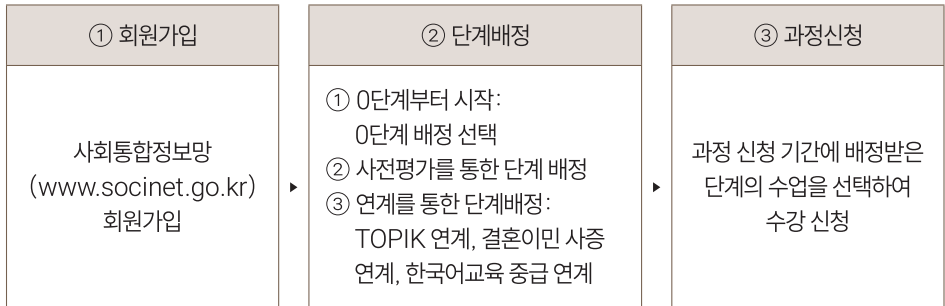 ① 회원가입
사회통합정보망
(www.socinet.go.kr)
회원가입
② 단계배정
① 0단계부터 시작:
0단계 배정 선택
② 사전평가를 통한 단계 배정
③ 연계를 통한 단계배정:
TOPIK 연계, 결혼이민 사증
연계, 한국어교육 중급 연계
③ 과정신청
과정 신청 기간에 배정받은
단계의 수업을 선택하여
수강 신청